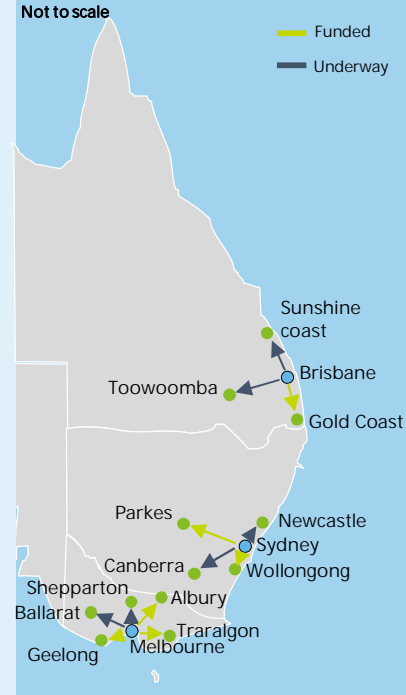 Not to scale
Funded
Underway
Sunshine
coast
Brisbane
Toowoomba
Gold Coast
Parkes
Newcastle
Sydney
Canberra
Wollongong
Shepparton
Albury
Ballarat
Traralgon
Melbourne
Geelong